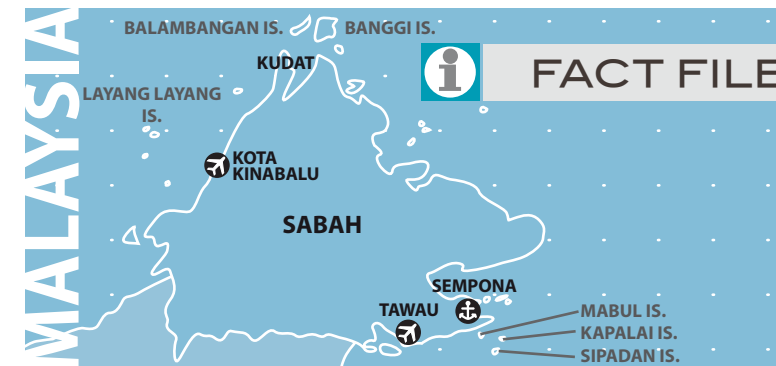 MALAYSIA
BALAMBANGAN IS.
BANGGI IS.
KUDAT
FACT FILE
LAYANG LAYANG
IS.
KOTA
KINABALU
SABAH
SEMPONA
TAWAU
MABUL IS.
KAPALAI IS.
SIPADAN IS.